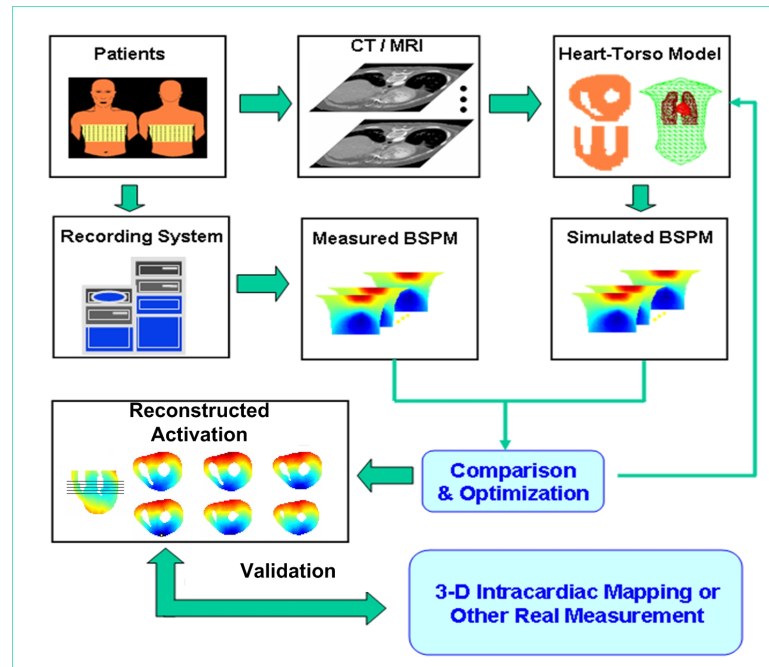 Patients
CT / MRI
Heart-Torso Model
Recording System
Measured BSPM
Simulated BSPM
Reconstructed
Activation
Comparison
& Optimization
Validation
3-D Intracardiac Mapping or
Other Real Measurement